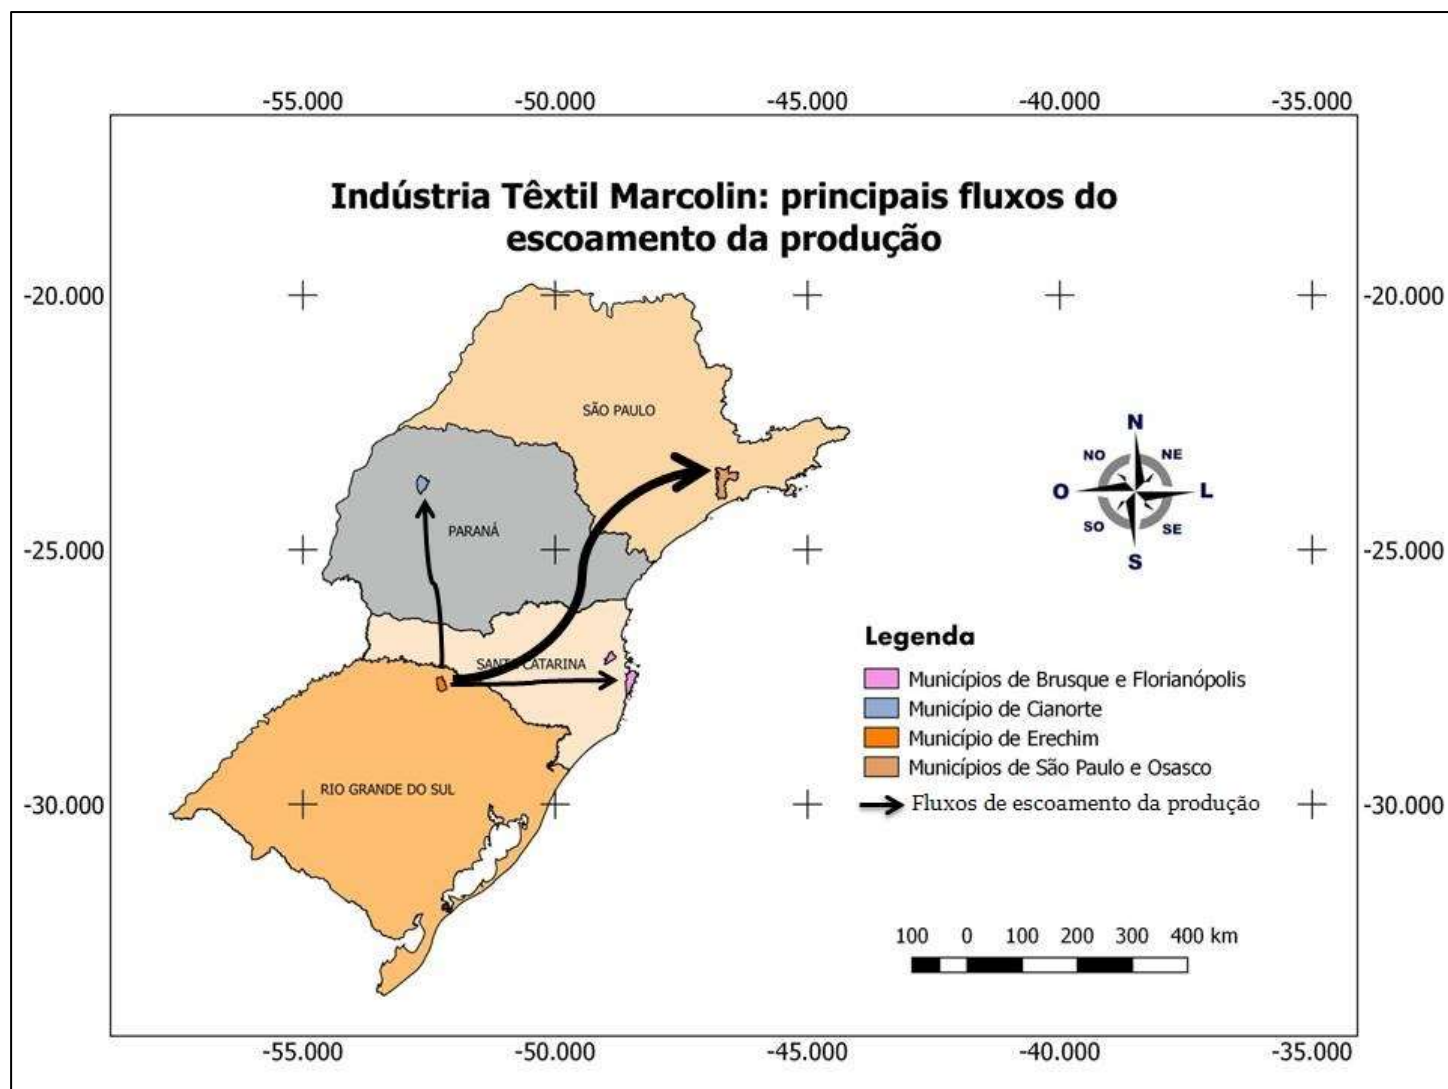 -55.000 -50.000 -45.000 -40.000 -35.000
Indústria Têxtil Marcolin: principais fluxos do
escoamento da produção
-20.000 -20.000
SÃO PAULO
N
NO NE
O L
SO SE
S
PARANÁ
-25.000 -25.000
SANTA CATARINA
Legenda
Municípios de Brusque e Florianópolis
Município de Cianorte
Município de Erechim
Municípios de São Paulo e Osasco
Fluxos de escoamento da produção
RIO GRANDE DO SUL
-30.000 -30.000
100 0 100 200 300 400 km
-55.000 -50.000 -45.000 -40.000 -35.000